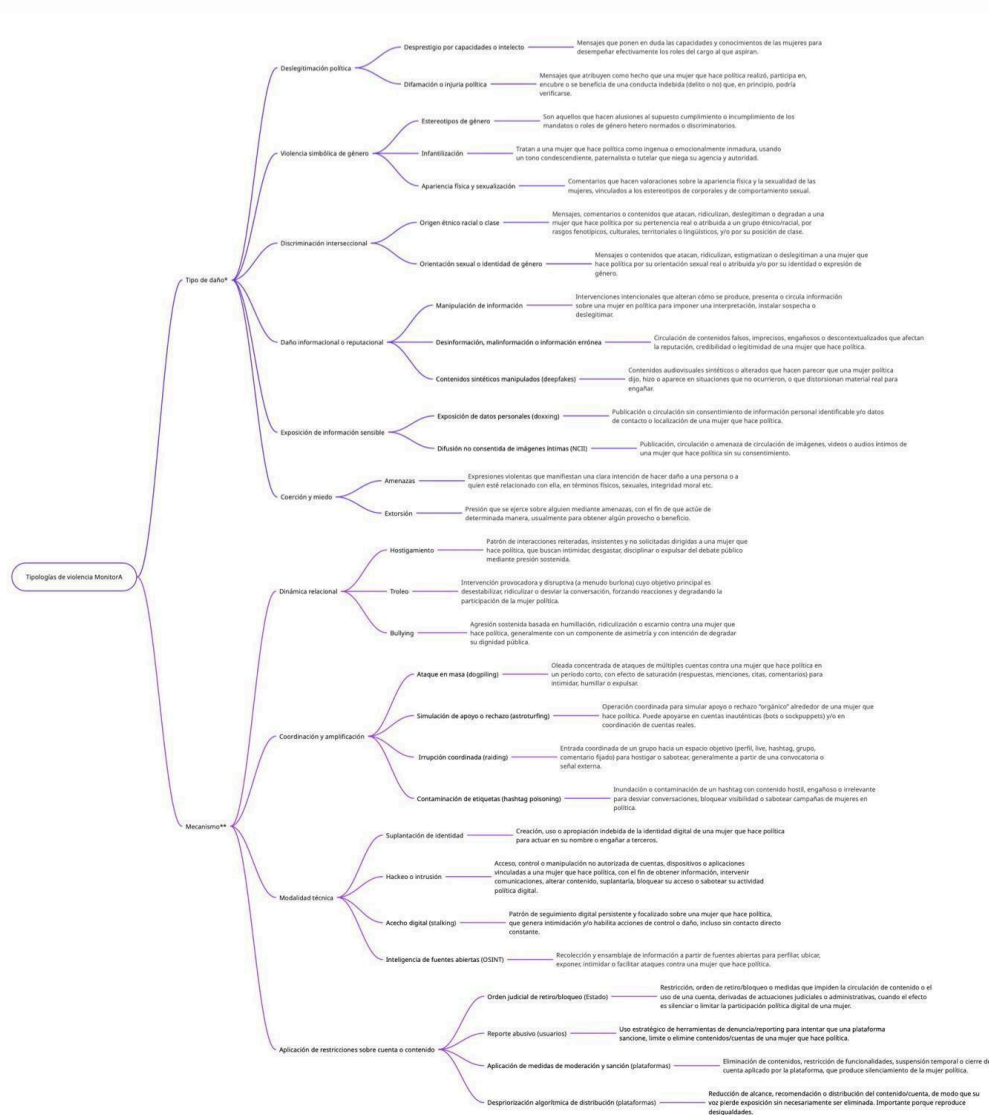 Tipologías de violencia MonitorA
Tipo de daño*
Deslegitimación política
Desprestigio por capacidades o intelecto
Mensajes que ponen en duda las capacidades y conocimientos de las mujeres para
desempeñar efectivamente los roles del cargo al que aspiran.
Difamación o injuria política
Mensajes que atribuyen como hecho que una mujer que hace política realizó, participa en,
encubre o se beneficia de una conducta indebida (delito o no) que, en principio, podría
verificarse.
Violencia simbólica de género
Estereotipos de género
Son aquellos que hacen alusiones al supuesto cumplimiento o incumplimiento de los
mandatos o roles de género hetero normados o discriminatorios.
Infantilización
Tratan a una mujer que hace política como ingenua o emocionalmente inmadura, usando
un tono condescendiente, paternalista o tutelar que niega su agencia y autoridad.
Apariencia física y sexualización
Comentarios que hacen valoraciones sobre la apariencia física y la sexualidad de las
mujeres, vinculados a los estereotipos de corporales y de comportamiento sexual.
Discriminación interseccional
Origen étnico racial o clase
Mensajes, comentarios o contenidos que atacan, ridiculizan, deslegitiman o degradan a una
mujer que hace política por su pertenencia real o atribuida a un grupo étnico/racial, por
rasgos fenotípicos, culturales, territoriales o lingüísticos, y/o por su posición de clase.
Orientación sexual o identidad de género
Mensajes o contenidos que atacan, ridiculizan, estigmatizan o deslegitiman a una mujer que
hace política por su orientación sexual real o atribuida y/o por su identidad o expresión de
género.
Daño informacional o reputacional
Manipulación de información
Intervenciones intencionales que alteran cómo se produce, presenta o circula información
sobre una mujer en política para imponer una interpretación, instalar sospecha o
deslegitimar.
Desinformación, malinformación o información errónea
Circulación de contenidos falsos, imprecisos, engañosos o descontextualizados que afectan
la reputación, credibilidad o legitimidad de una mujer que hace política.
Contenidos sintéticos manipulados (deepfakes)
Contenidos audiovisuales sintéticos o alterados que hacen parecer que una mujer política
dijo, hizo o aparece en situaciones que no ocurrieron, o que distorsionan material real para
engañar.
Exposición de información sensible
Exposición de datos personales (doxxing)
Publicación o circulación sin consentimiento de información personal identificable y/o datos
de contacto o localización de una mujer que hace política.
Difusión no consentida de imágenes íntimas (NCII)
Publicación, circulación o amenaza de circulación de imágenes, videos o audios íntimos de
una mujer que hace política sin su consentimiento.
Coerción y miedo
Amenazas
Expresiones violentas que manifiestan una clara intención de hacer daño a una persona o a
quien esté relacionado con ella, en términos físicos, sexuales, integridad moral etc.
Extorsión
Presión que se ejerce sobre alguien mediante amenazas, con el fin de que actúe de
determinada manera, usualmente para obtener algún provecho o beneficio.
Mecanismo**
Dinámica relacional
Hostigamiento
Patrón de interacciones reiteradas, insistentes y no solicitadas dirigidas a una mujer que
hace política, que buscan intimidar, desgastar, disciplinar o expulsar del debate público
mediante presión sostenida.
Troleo
Intervención provocadora y disruptiva (a menudo burlona) cuyo objetivo principal es
desestabilizar, ridiculizar o desviar la conversación, forzando reacciones y degradando la
participación de la mujer política.
Bullying
Agresión sostenida basada en humillación, ridiculización o escarnio contra una mujer que
hace política, generalmente con un componente de asimetría y con intención de degradar
su dignidad pública.
Coordinación y amplificación
Ataque en masa (dogpiling)
Oleada concentrada de ataques de múltiples cuentas contra una mujer que hace política en
un periodo corto, con efecto de saturación (respuestas, menciones, citas, comentarios) para
intimidar, humillar o expulsar.
Simulación de apoyo o rechazo (astroturfing)
Operación coordinada para simular apoyo o rechazo "orgánico" alrededor de una mujer que
hace política. Puede apoyarse en cuentas inauténticas (bots o sockpuppets) y/o en
coordinación de cuentas reales.
Irrupción coordinada (raiding)
Entrada coordinada de un grupo hacia un espacio objetivo (perfil, live, hashtag, grupo,
comentario fijado) para hostigar o sabotear, generalmente a partir de una convocatoria o
señal externa.
Contaminación de etiquetas (hashtag poisoning)
Inundación o contaminación de un hashtag con contenido hostil, engañoso o irrelevante
para desviar conversaciones, bloquear visibilidad o sabotear campañas de mujeres en
política.
Modalidad técnica
Suplantación de identidad
Creación, uso o apropiación indebida de la identidad digital de una mujer que hace política
para actuar en su nombre o engañar a terceros.
Hackeo o intrusión
Acceso, control o manipulación no autorizada de cuentas, dispositivos o aplicaciones
vinculadas a una mujer que hace política, con el fin de obtener información, intervenir
comunicaciones, alterar contenido, suplantarla, bloquear su acceso o sabotear su actividad
política digital.
Acecho digital (stalking)
Patrón de seguimiento digital persistente y focalizado sobre una mujer que hace política,
que genera intimidación y/o habilita acciones de control o daño, incluso sin contacto directo
constante.
Inteligencia de fuentes abiertas (OSINT)
Recolección y ensamblaje de información a partir de fuentes abiertas para perfilar, ubicar,
exponer, intimidar o facilitar ataques contra una mujer que hace política.
Aplicación de restricciones sobre cuenta o contenido
Orden judicial de retiro/bloqueo (Estado)
Restricción, orden de retiro/bloqueo o medidas que impiden la circulación de contenido o el
uso de una cuenta, derivadas de actuaciones judiciales o administrativas, cuando el efecto
es silenciar o limitar la participación política digital de una mujer.
Reporte abusivo (usuarios)
Uso estratégico de herramientas de denuncia/reporting para intentar que una plataforma
sancione, limite o elimine contenidos/cuentas de una mujer que hace política.
Aplicación de medidas de moderación y sanción (plataformas)
Eliminación de contenidos, restricción de funcionalidades, suspensión temporal o cierre de
cuenta aplicado por la plataforma, que produce silenciamiento de la mujer política.
Despriorización algorítmica de distribución (plataformas)
Reducción de alcance, recomendación o distribución del contenido/cuenta, de modo que su
voz pierde exposición sin necesariamente ser eliminada. Importante porque reproduce
desigualdades.